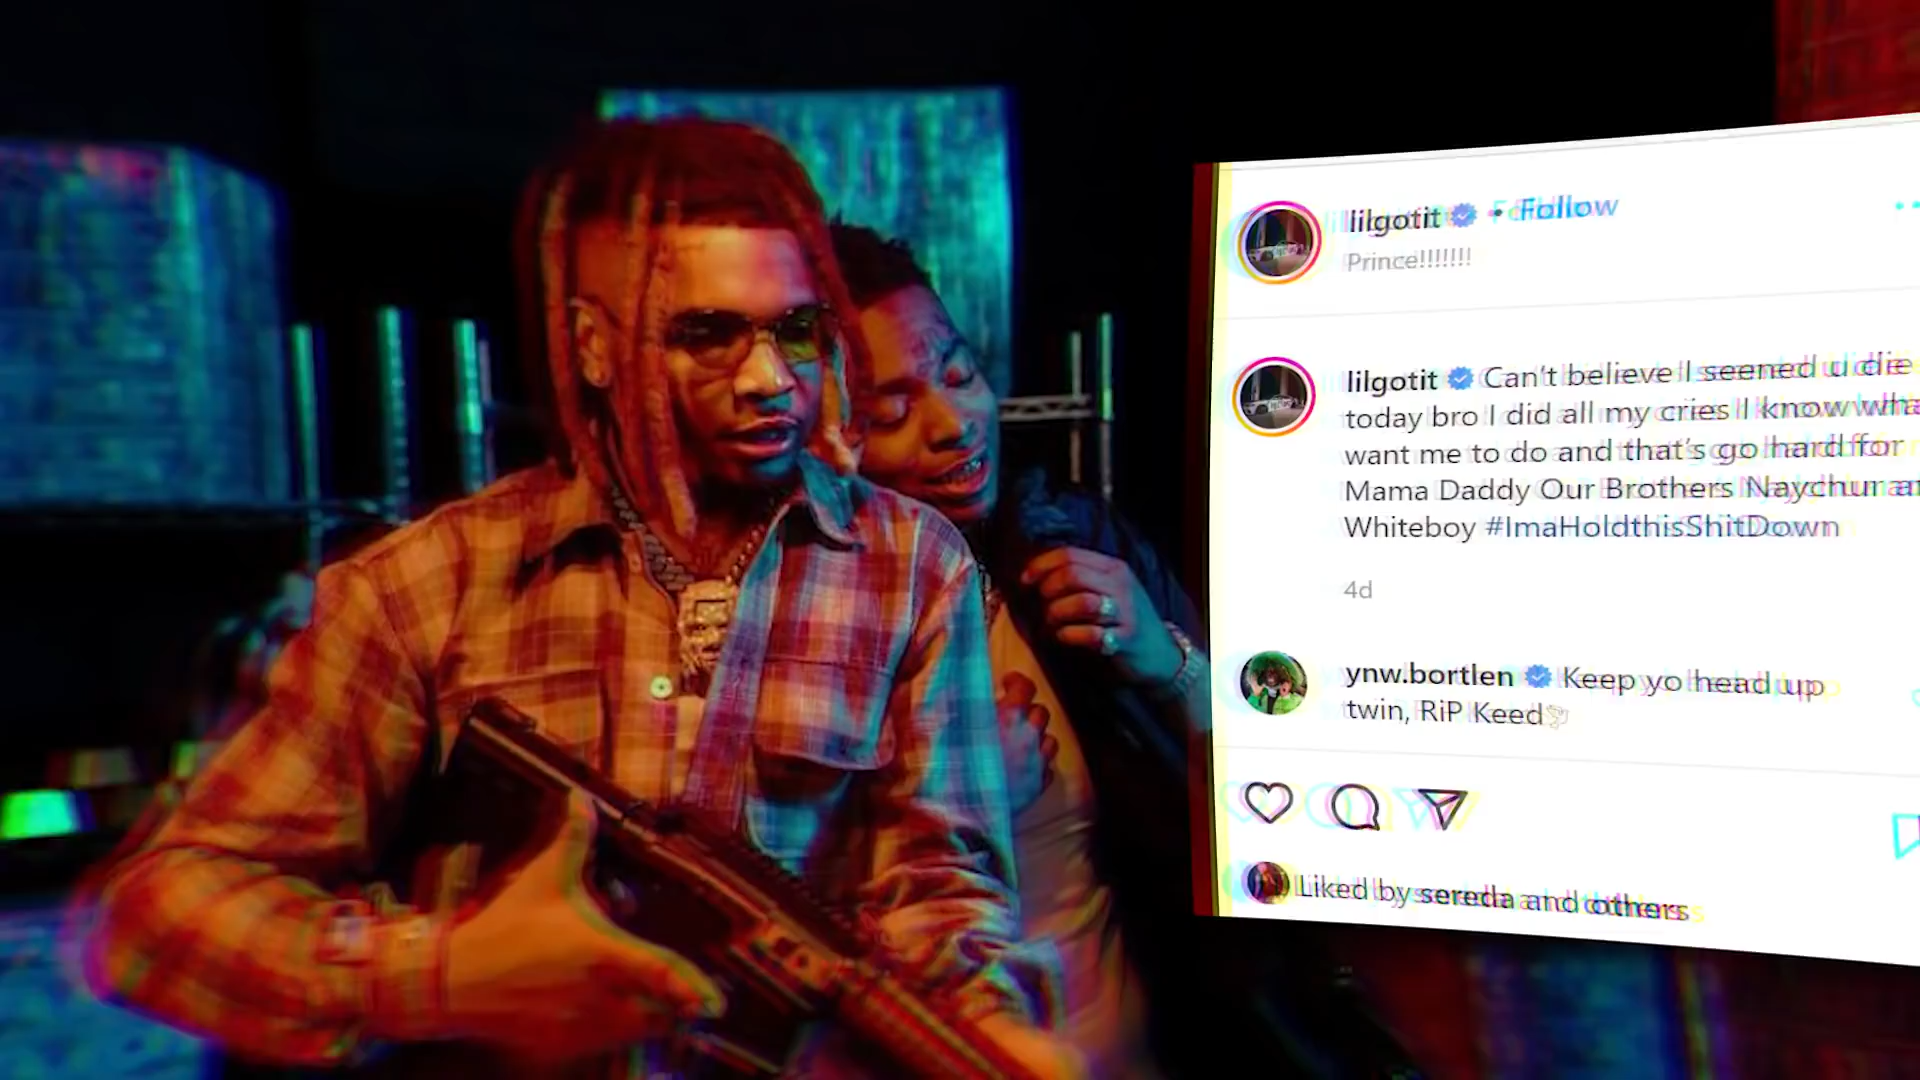 lilgotit • Follow
Prince!!!!!!!
lilgotit Can't believe I seened u die
today bro I did all my cries I know
want me to do and that's go hard for
Mama Daddy Our Brothers Naychur
Whiteboy #ImaHoldthisShitDown
4d
ynw.bortlen Keep yo head up
twin, RiP Keed🕊
Liked by sereda and others